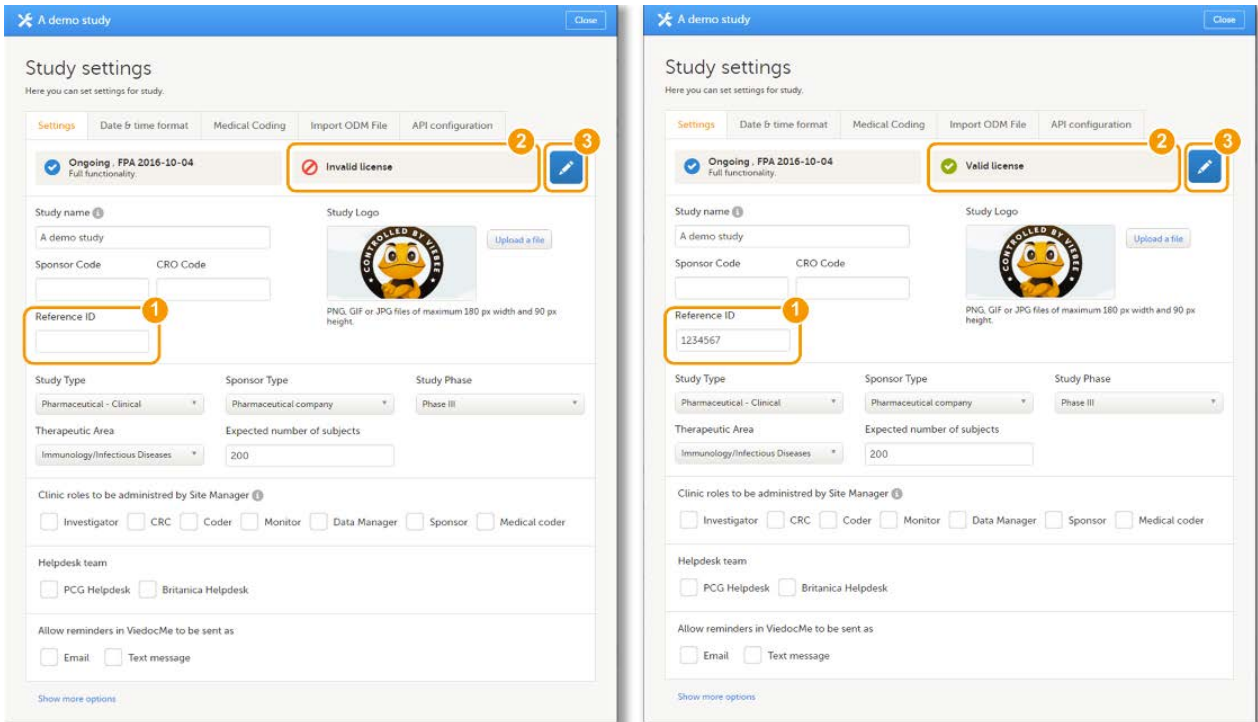 A demo study
Close
Study settings
Here you can set settings for study.
Settings
Date & time format
Medical Coding
Import ODM File
API configuration
Ongoing , FPA 2016-10-04
Full functionality.
Invalid license
2
3
Study name
A demo study
Study Logo
CONTROLLED BY VIEBEE
Upload a file
PNG, GIF or JPG files of maximum 180 px width and 90 px
height.
Sponsor Code
CRO Code
Reference ID
1
Study Type
Sponsor Type
Study Phase
Pharmaceutical - Clinical
Pharmaceutical company
Phase III
Therapeutic Area
Expected number of subjects
Immunology/Infectious Diseases
200
Clinic roles to be administred by Site Manager
Investigator
CRC
Coder
Monitor
Data Manager
Sponsor
Medical coder
Helpdesk team
PCG Helpdesk
Britanica Helpdesk
Allow reminders in ViedocMe to be sent as
Email
Text message
Show more options
A demo study
Close
Study settings
Here you can set settings for study.
Settings
Date & time format
Medical Coding
Import ODM File
API configuration
Ongoing , FPA 2016-10-04
Full functionality.
Valid license
2
3
Study name
A demo study
Study Logo
CONTROLLED BY VIEBEE
Upload a file
PNG, GIF or JPG files of maximum 180 px width and 90 px
height.
Sponsor Code
CRO Code
Reference ID
1
1234567
Study Type
Sponsor Type
Study Phase
Pharmaceutical - Clinical
Pharmaceutical company
Phase III
Therapeutic Area
Expected number of subjects
Immunology/Infectious Diseases
200
Clinic roles to be administred by Site Manager
Investigator
CRC
Coder
Monitor
Data Manager
Sponsor
Medical coder
Helpdesk team
PCG Helpdesk
Britanica Helpdesk
Allow reminders in ViedocMe to be sent as
Email
Text message
Show more options